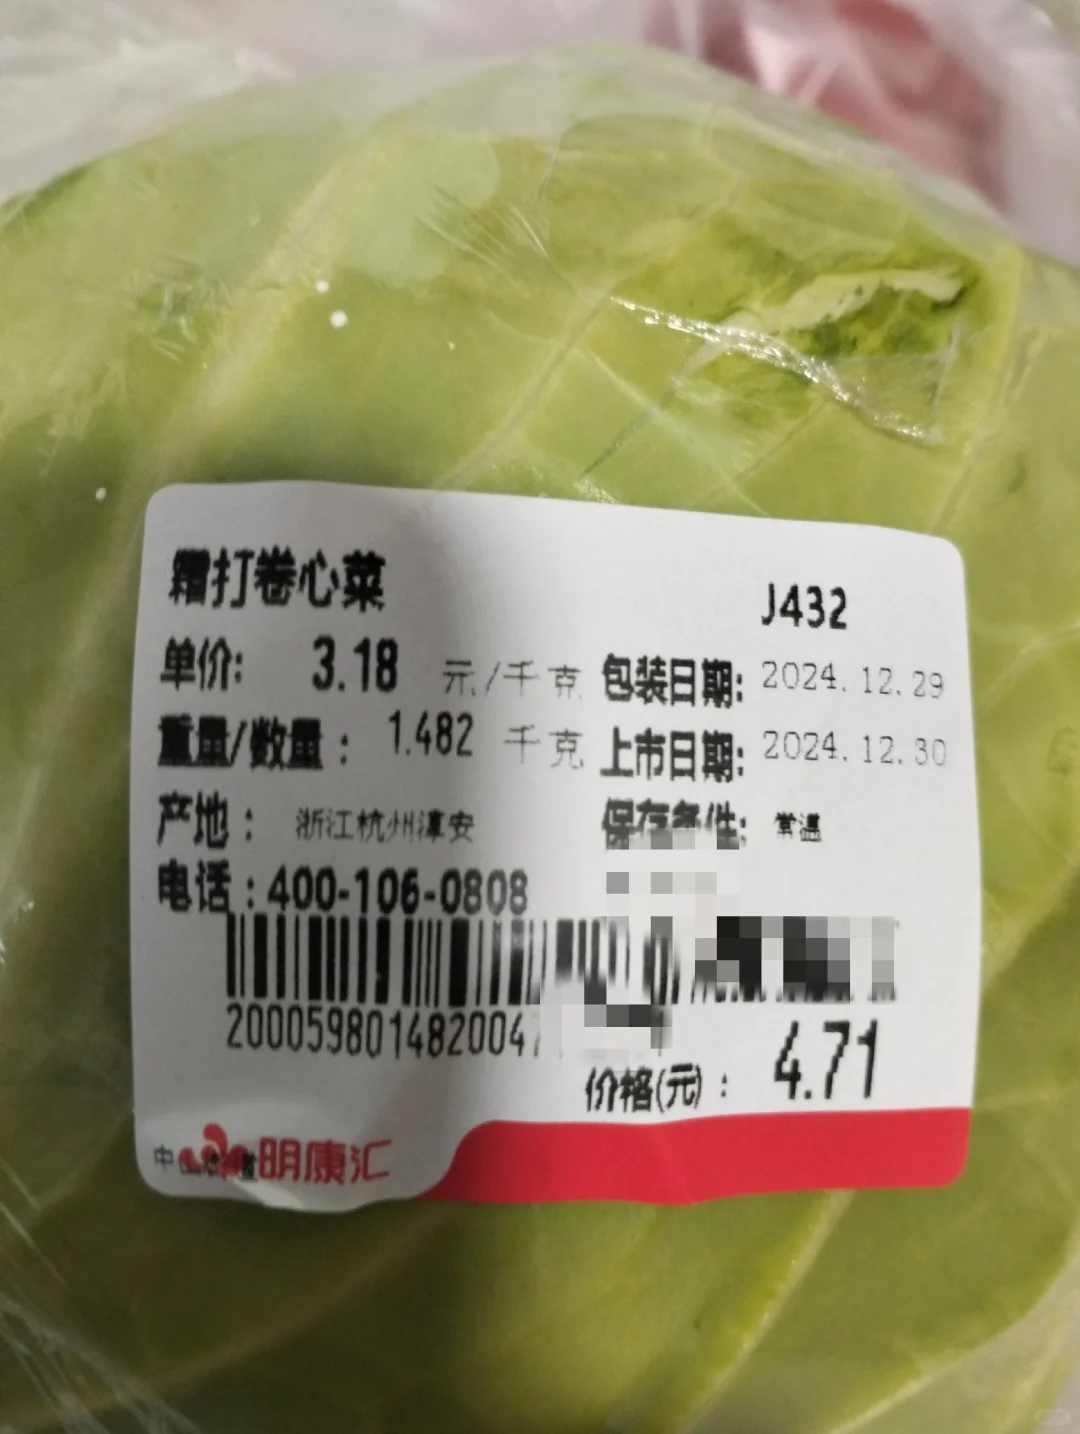 霜打卷心菜
J432
单价: 3.18 元/千克 包装日期: 2024.12.29
重量/数量: 1.482 千克 上市日期: 2024.12.30
产地: 浙江杭州淳安 保存条件: 常温
电话:400-106-0808
200059801482004
价格(元): 4.71
明康汇